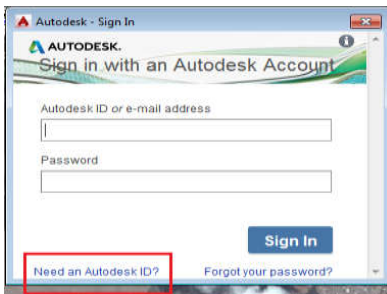 Autodesk - Sign In
AUTODESK.
Sign in with an Autodesk Account
Autodesk ID or e-mail address
Password
Sign In
Need an Autodesk ID? Forgot your password?